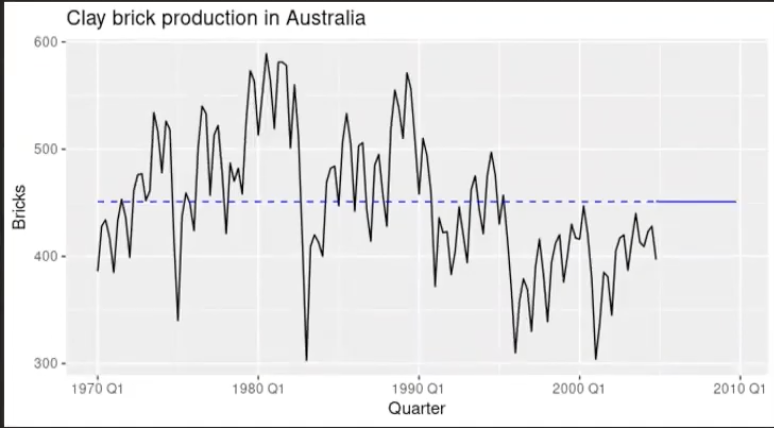 Clay brick production in Australia
600
500
400
300
Bricks
1970 Q1 1980 Q1 1990 Q1 2000 Q1 2010 Q1
Quarter